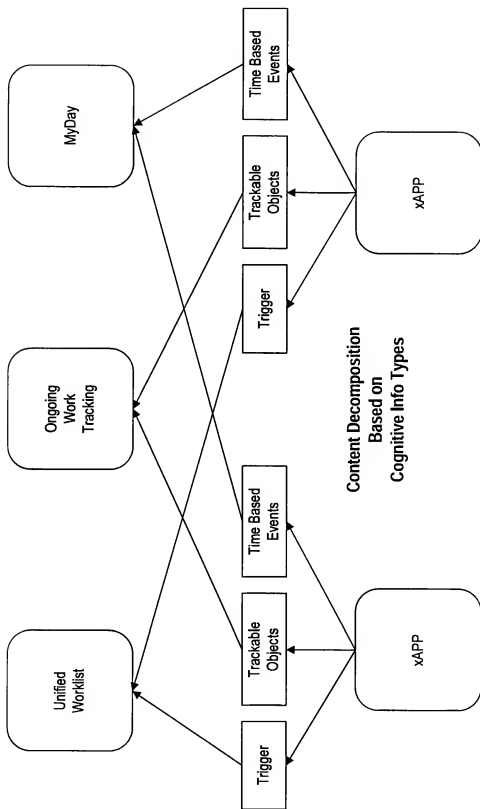 Unified
Worklist
Ongoing
Work
Tracking
MyDay
Trigger
Trackable
Objects
Time Based
Events
Trigger
Trackable
Objects
Time Based
Events
xAPP
Content Decomposition
Based on
Cognitive Info Types
xAPP